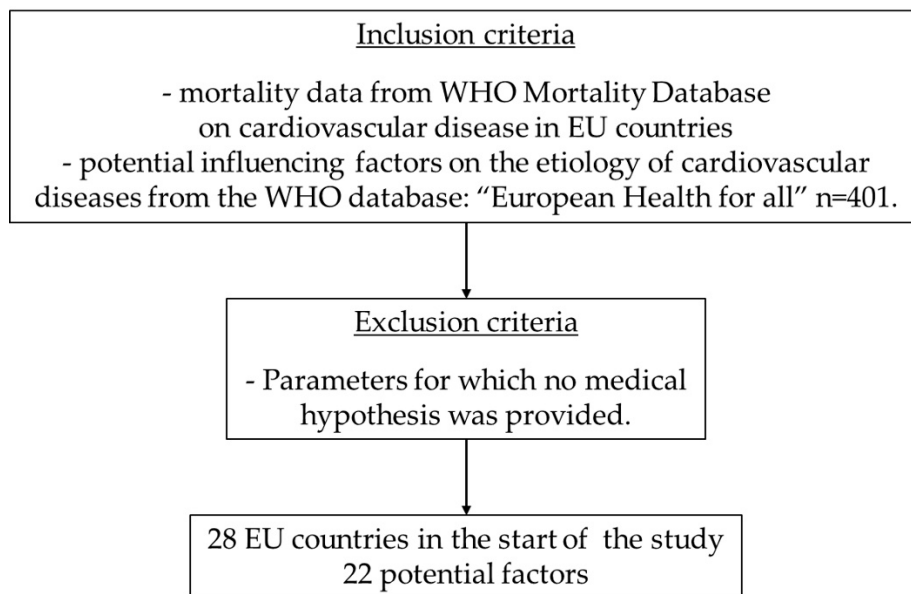 Inclusion criteria
- mortality data from WHO Mortality Database
on cardiovascular disease in EU countries
- potential influencing factors on the etiology of cardiovascular
diseases from the WHO database: “European Health for all” n=401.
Exclusion criteria
- Parameters for which no medical
hypothesis was provided.
28 EU countries in the start of the study
22 potential factors